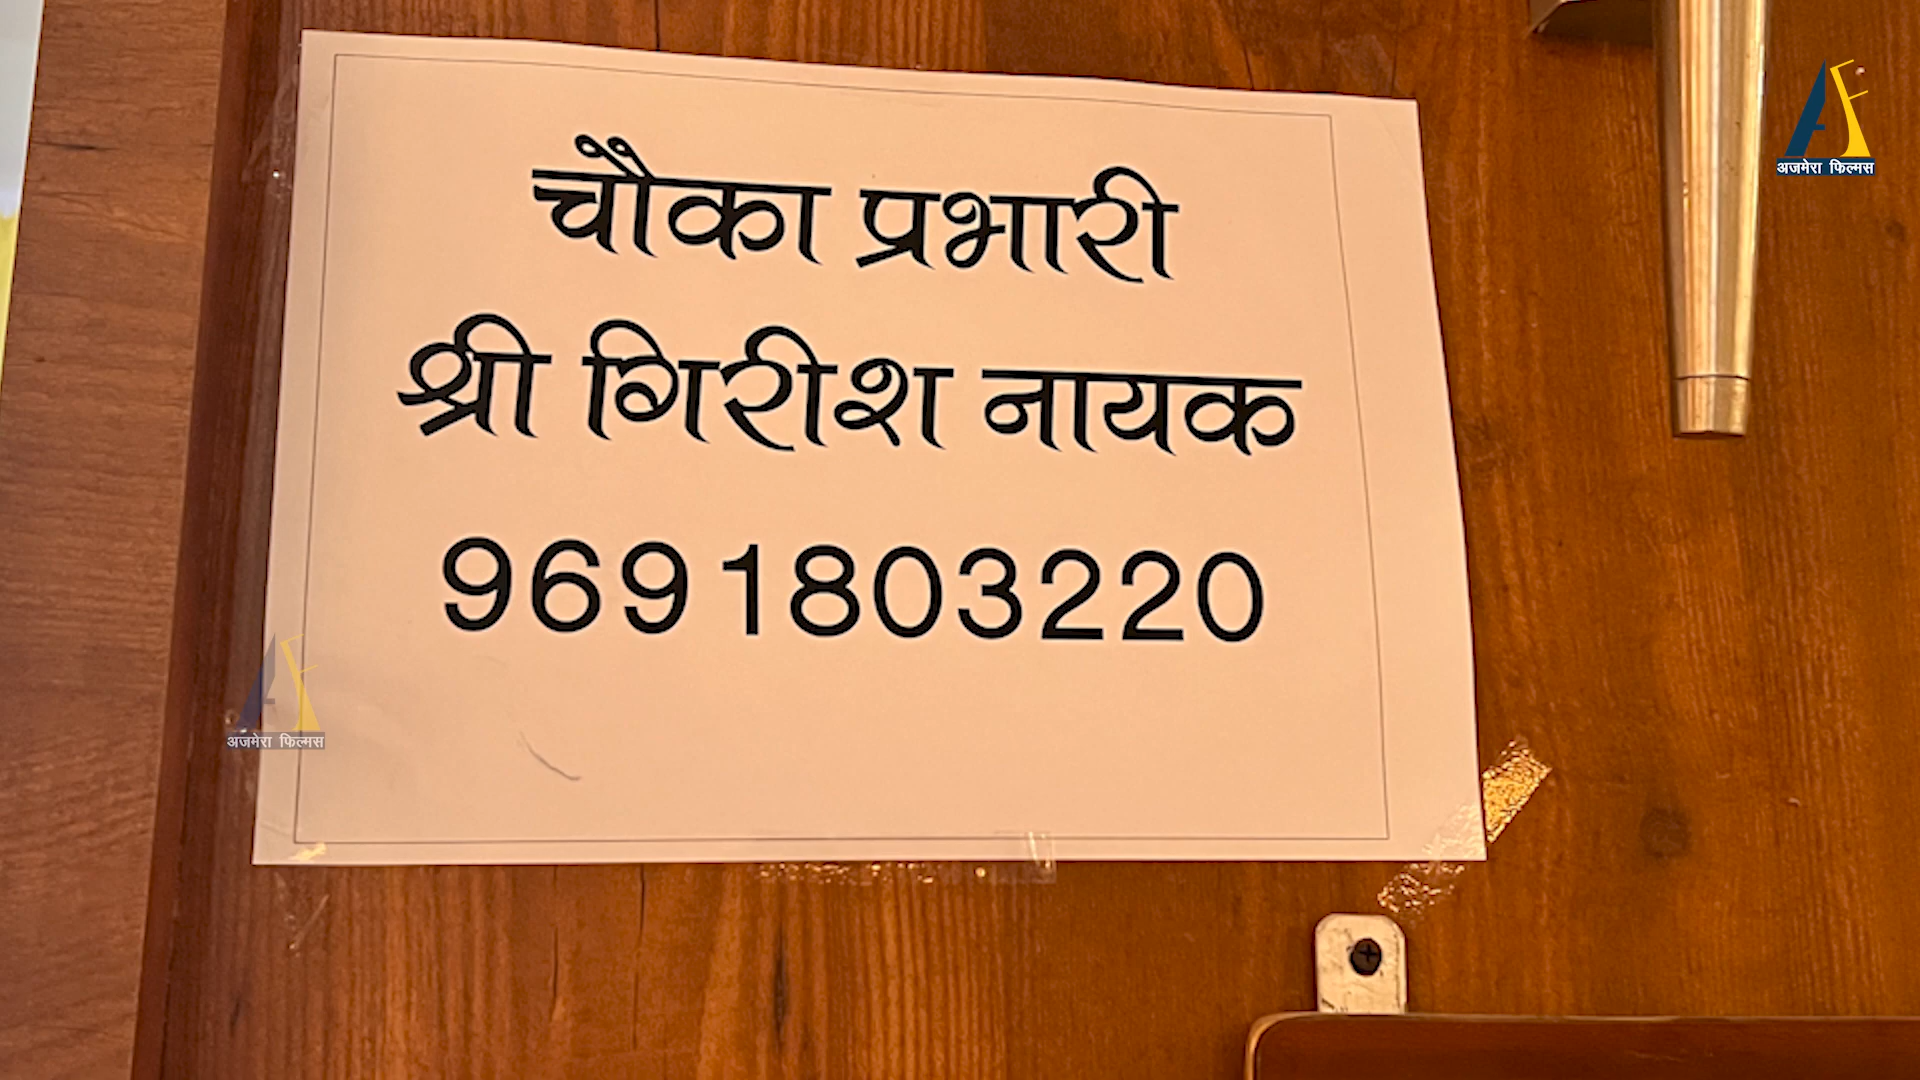 चौका प्रभारी
श्री गिरीश नायक
9691803220
अजमेरा फिल्मस
अजमेरा फिल्मस